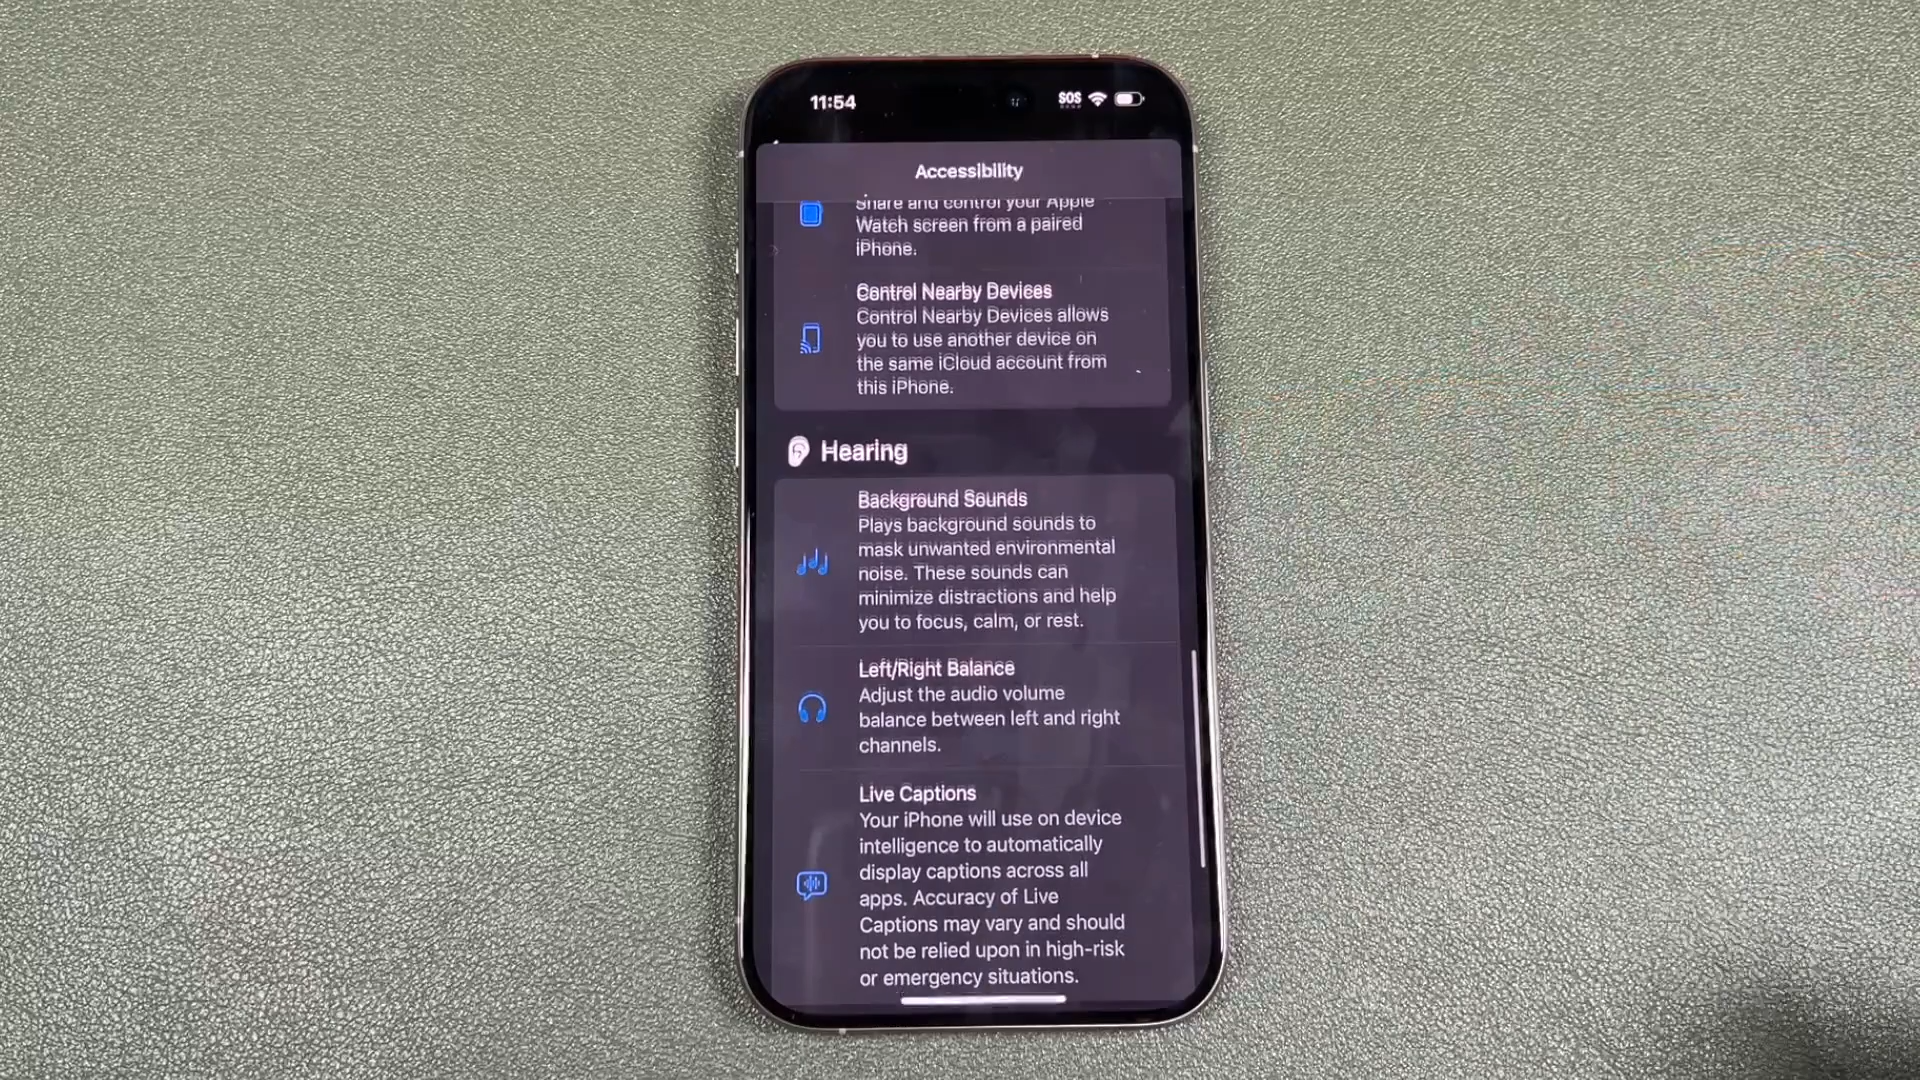 11:54
SOS
Accessibility
Share and control your Apple
Watch screen from a paired
iPhone.
Control Nearby Devices
Control Nearby Devices allows
you to use another device on
the same iCloud account from
this iPhone.
Hearing
Background Sounds
Plays background sounds to
mask unwanted environmental
noise. These sounds can
minimize distractions and help
you to focus, calm, or rest.
Left/Right Balance
Adjust the audio volume
balance between left and right
channels.
Live Captions
Your iPhone will use on device
intelligence to automatically
display captions across all
apps. Accuracy of Live
Captions may vary and should
not be relied upon in high-risk
or emergency situations.